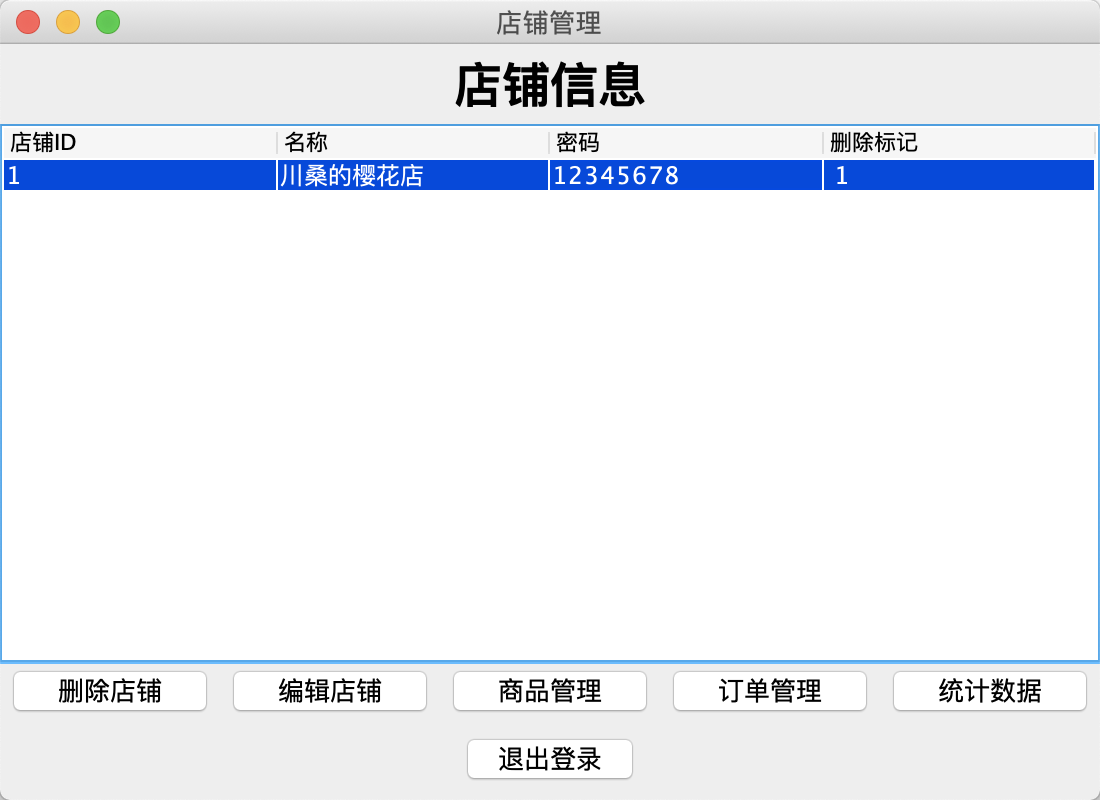 店铺管理
店铺信息
店铺ID 名称 密码 删除标记
1 川桑的樱花店 12345678 1
删除店铺 编辑店铺 商品管理 订单管理 统计数据
退出登录